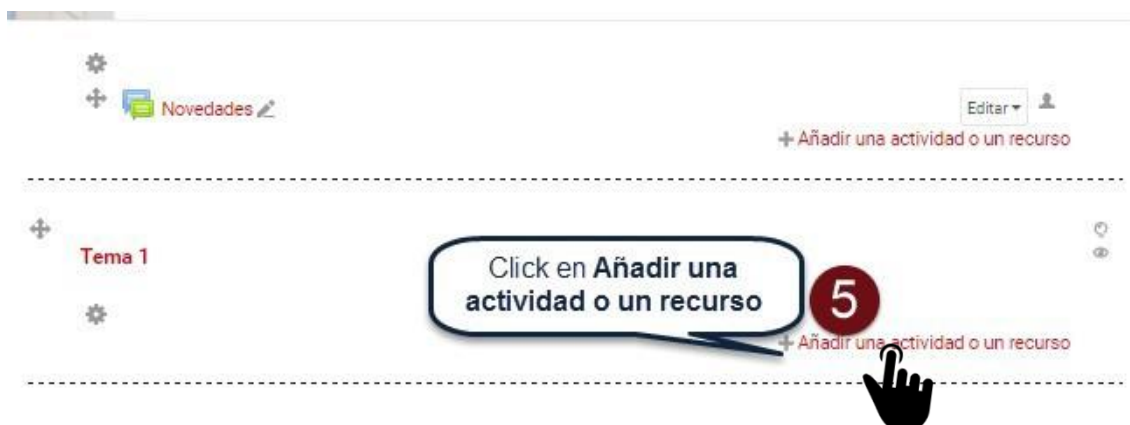 Novedades
Editar
Añadir una actividad o un recurso
Tema 1
Click en Añadir una
actividad o un recurso
5
Añadir una actividad o un recurso